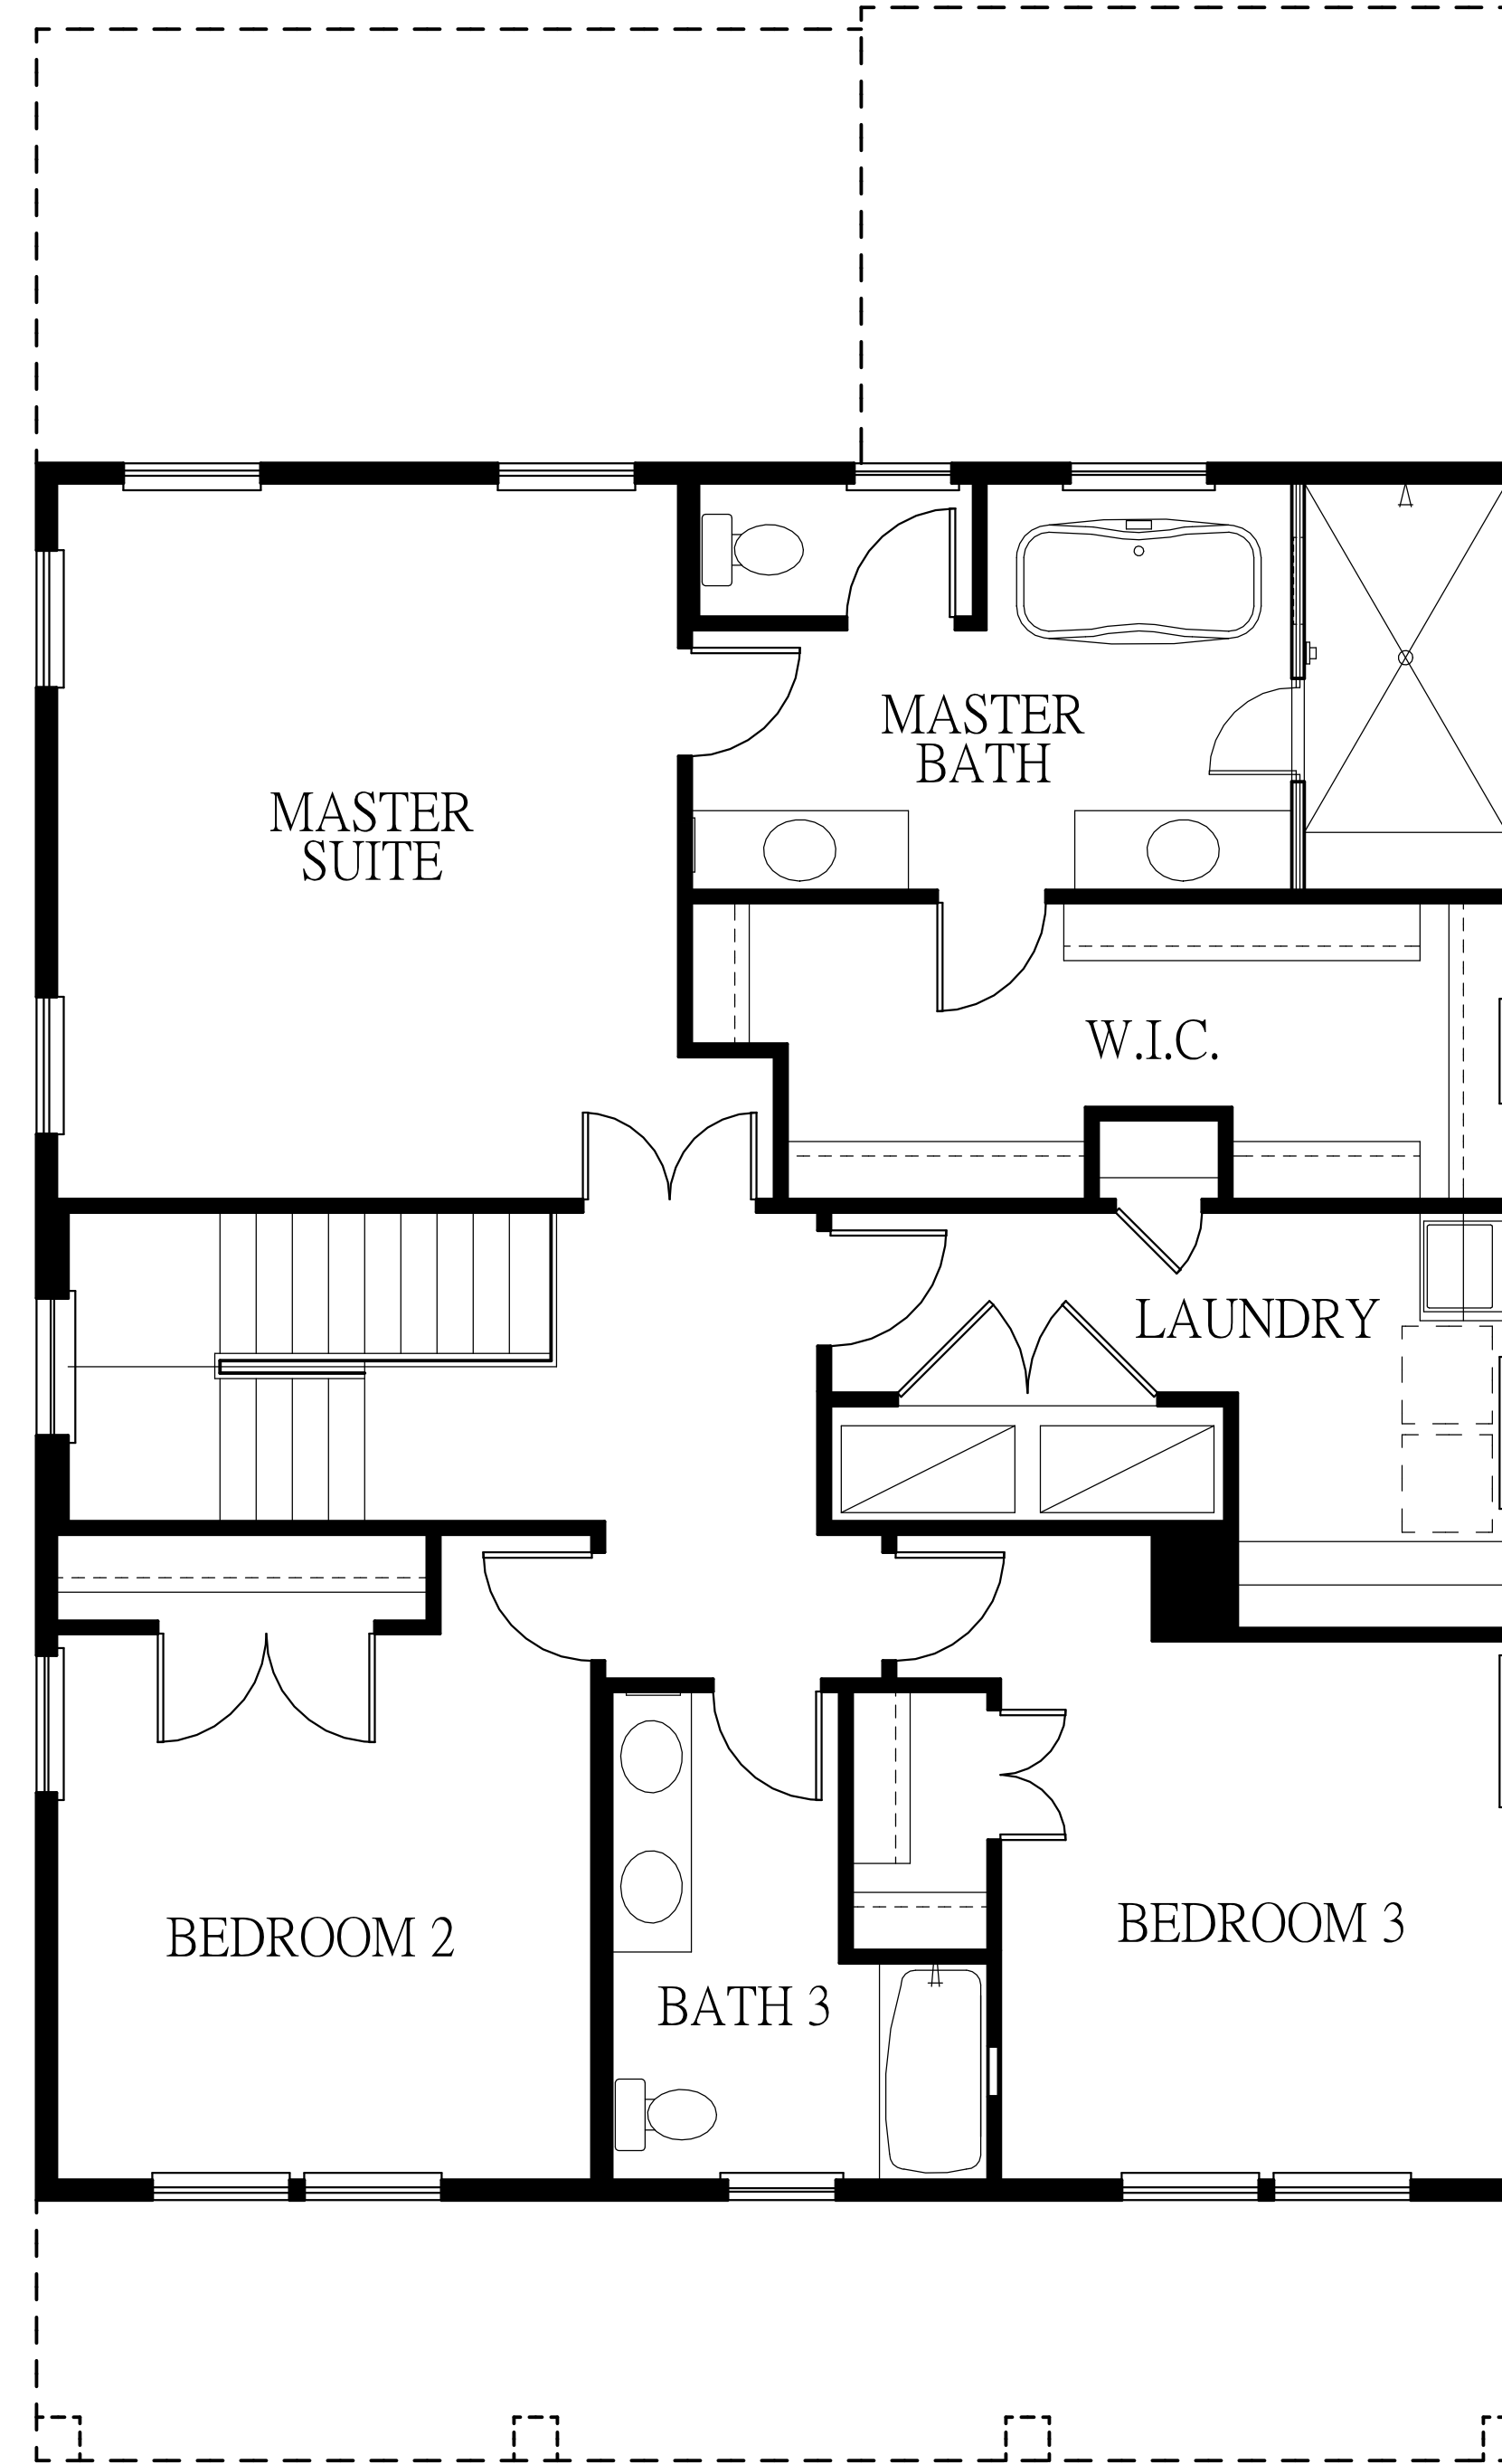 MASTER
BATH
MASTER
SUITE
W.I.C.
LAUNDRY
BEDROOM 2
BEDROOM 3
BATH 3